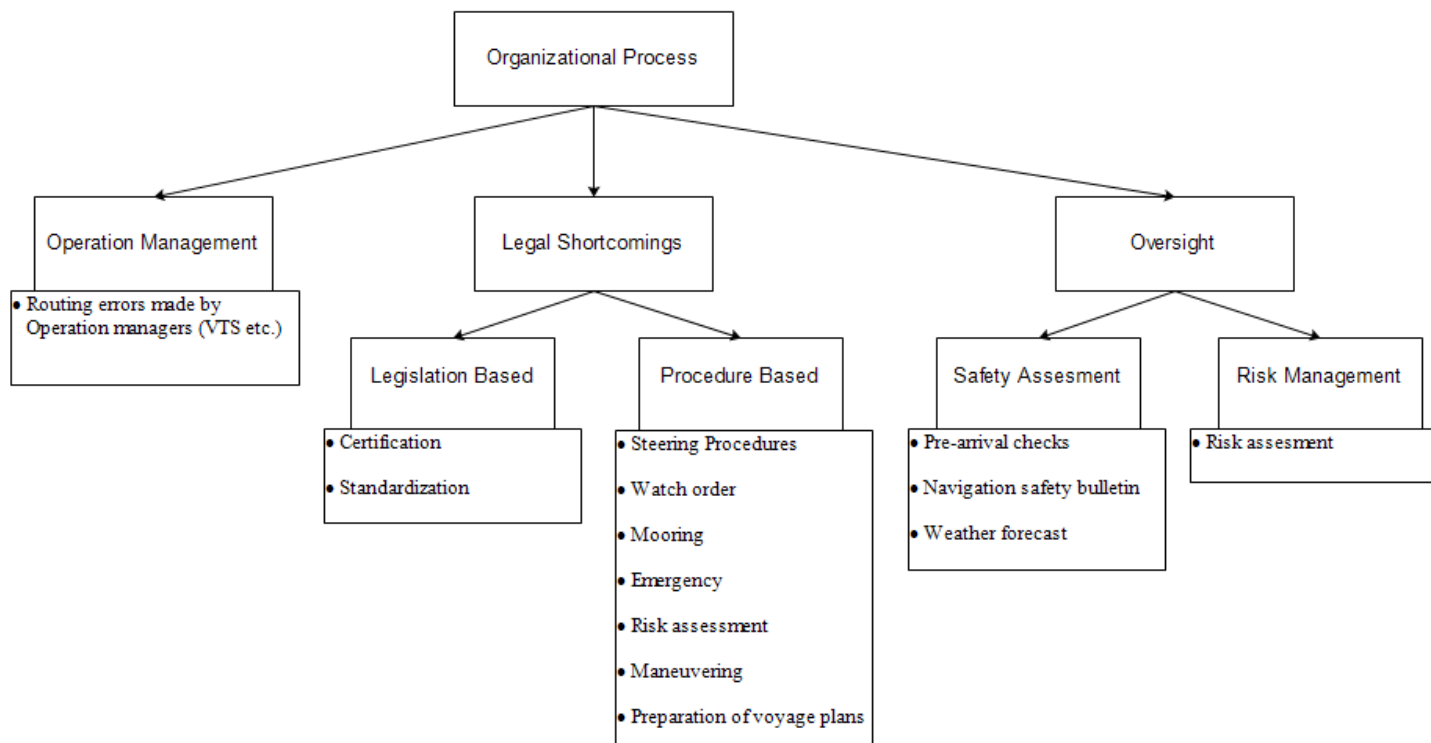 Organizational Process
Operation Management
Legal Shortcomings
Oversight
• Routing errors made by
Operation managers (VTS etc.)
Legislation Based
Procedure Based
Safety Assesment
Risk Management
• Certification
• Standardization
• Steering Procedures
• Watch order
• Mooring
• Emergency
• Risk assessment
• Maneuvering
• Preparation of voyage plans
• Pre-arrival checks
• Navigation safety bulletin
• Weather forecast
• Risk assesment